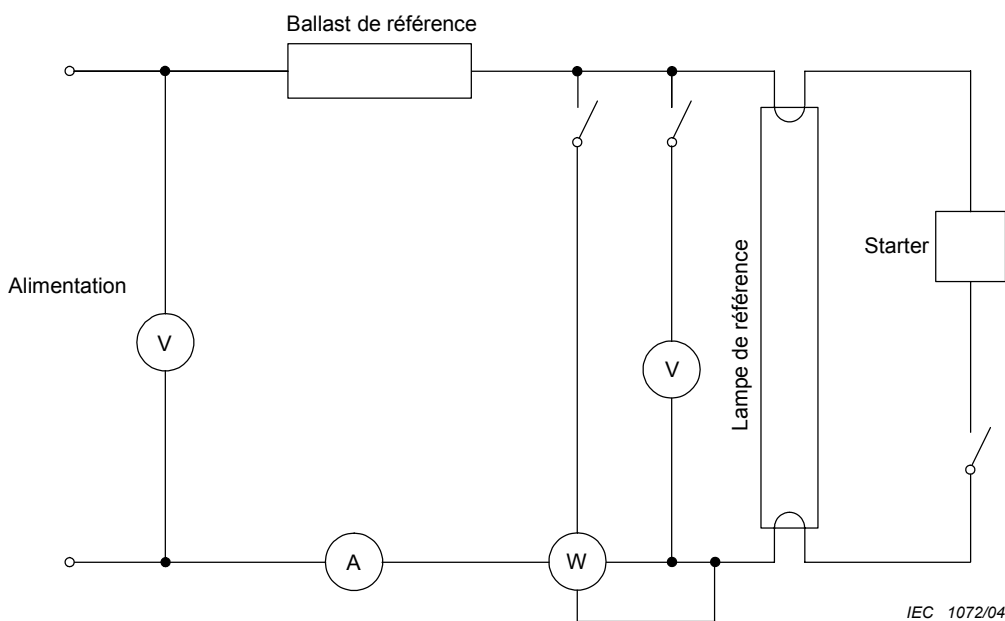 Ballast de référence
Alimentation
V
V
Lampe de référence
Starter
A
W
IEC 1072/04